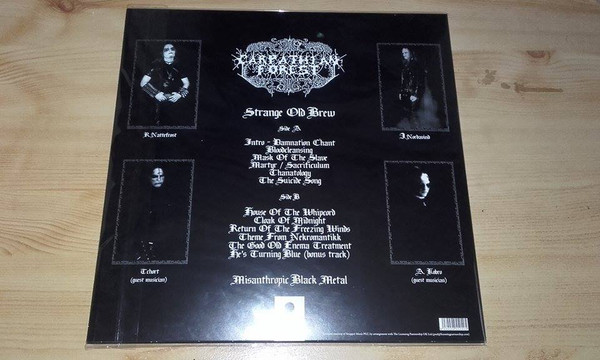 CARPATHIAN
FOREST
Strange Old Brew
Side A
Intro - Damnation Chant
Bloodcleansing
Mask Of The Slave
Martyr / Sacrificulum
Thanatology
The Suicide Song
Side B
House Of The Whipcord
Cloak Of Midnight
Return Of The Freezing Winds
Theme From Nekromantikk
The Good Old Enema Treatment
He's Turning Blue (bonus track)
Misanthropic Black Metal
R.Nattefrost
J.Nordavind
Tchort
(guest musician)
A. Kobro
(guest musician)